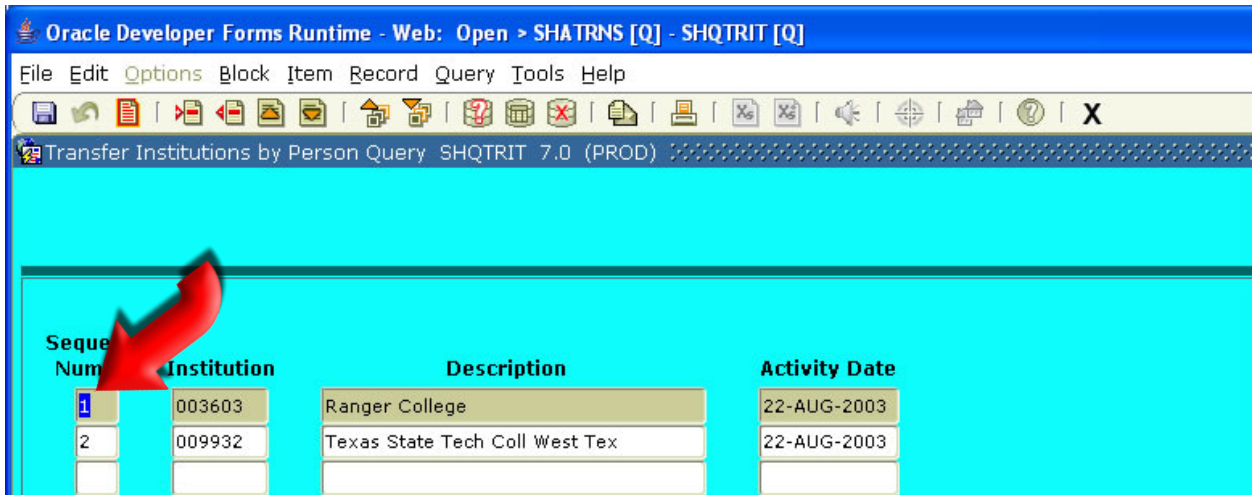 Oracle Developer Forms Runtime - Web: Open > SHATRNS [Q] - SHQTRIT [Q]
File Edit Options Block Item Record Query Tools Help
X
Transfer Institutions by Person Query SHQTRIT 7.0 (PROD)
Institution Description Activity Date
1 003603 Ranger College 22-AUG-2003
2 009932 Texas State Tech Coll West Tex 22-AUG-2003